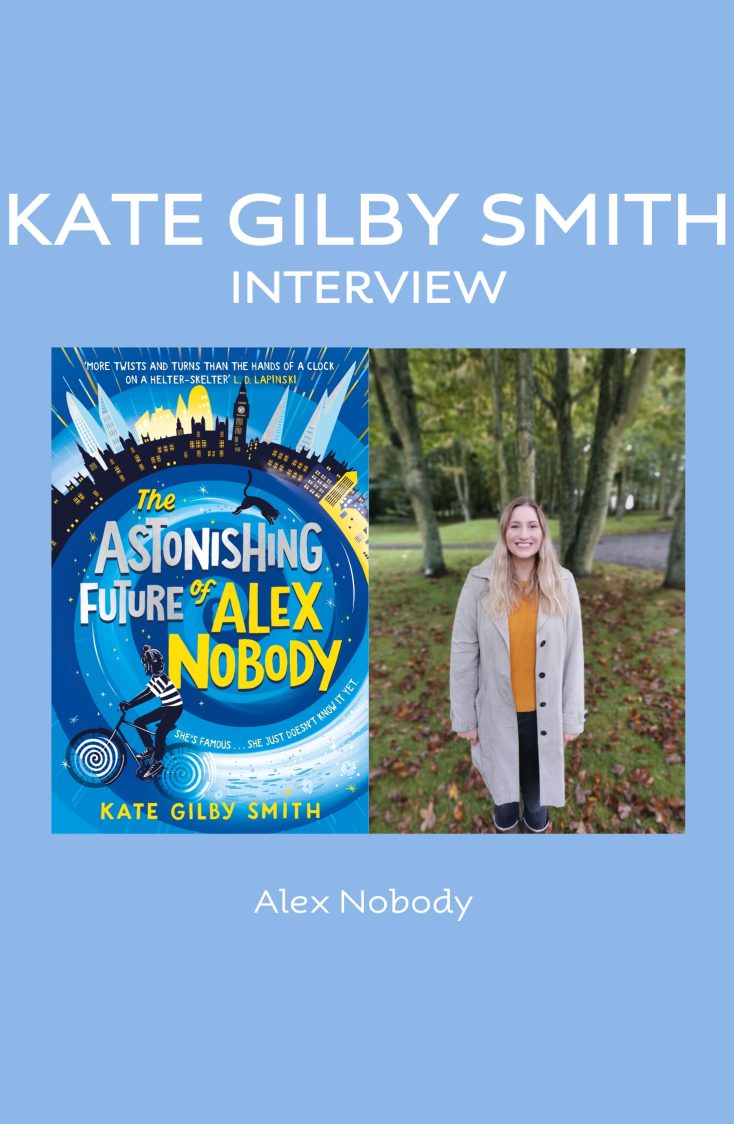 KATE GILBY SMITH
INTERVIEW
'MORE TWISTS AND TURNS THAN THE HANDS OF A CLOCK
ON A HELTER-SKELTER' L. D. LAPINSKI
The
ASTONISHING
FUTURE of ALEX
NOBODY
SHE'S FAMOUS . . . SHE JUST DOESN'T KNOW IT YET.
KATE GILBY SMITH
Alex Nobody